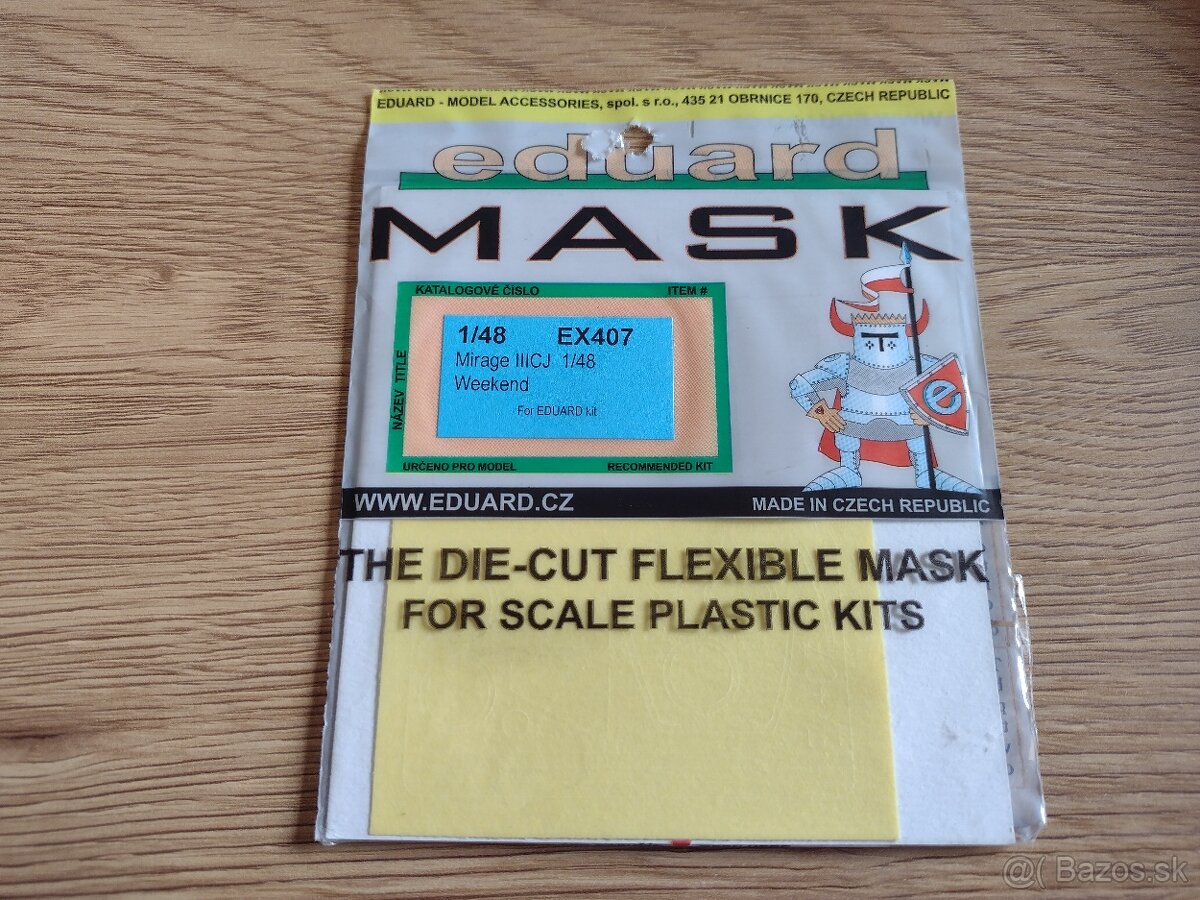 EDUARD - MODEL ACCESSORIES, spol. s r.o., 435 21 OBRNICE 170, CZECH REPUBLIC
eduard
MASK
KATALOGOVÉ ČÍSLO ITEM #
NÁZEV TITLE
1/48 EX407
Mirage IIICJ 1/48
Weekend
For EDUARD kit
URČENO PRO MODEL RECOMMENDED KIT
e
WWW.EDUARD.CZ MADE IN CZECH REPUBLIC
THE DIE-CUT FLEXIBLE MASK
FOR SCALE PLASTIC KITS
@( Bazos.sk